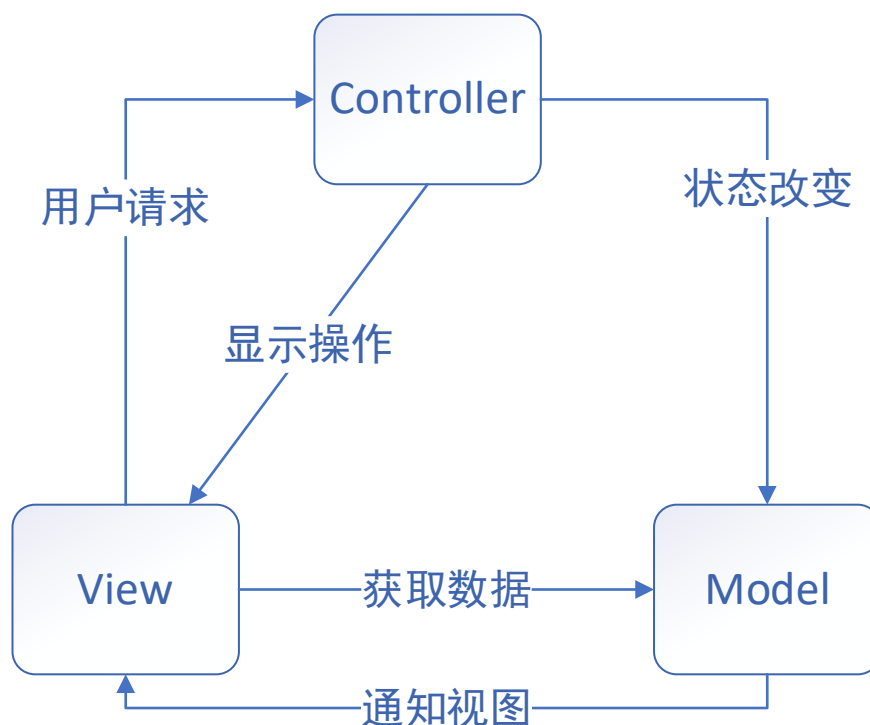 Controller
用户请求
状态改变
显示操作
View
获取数据
Model
通知视图